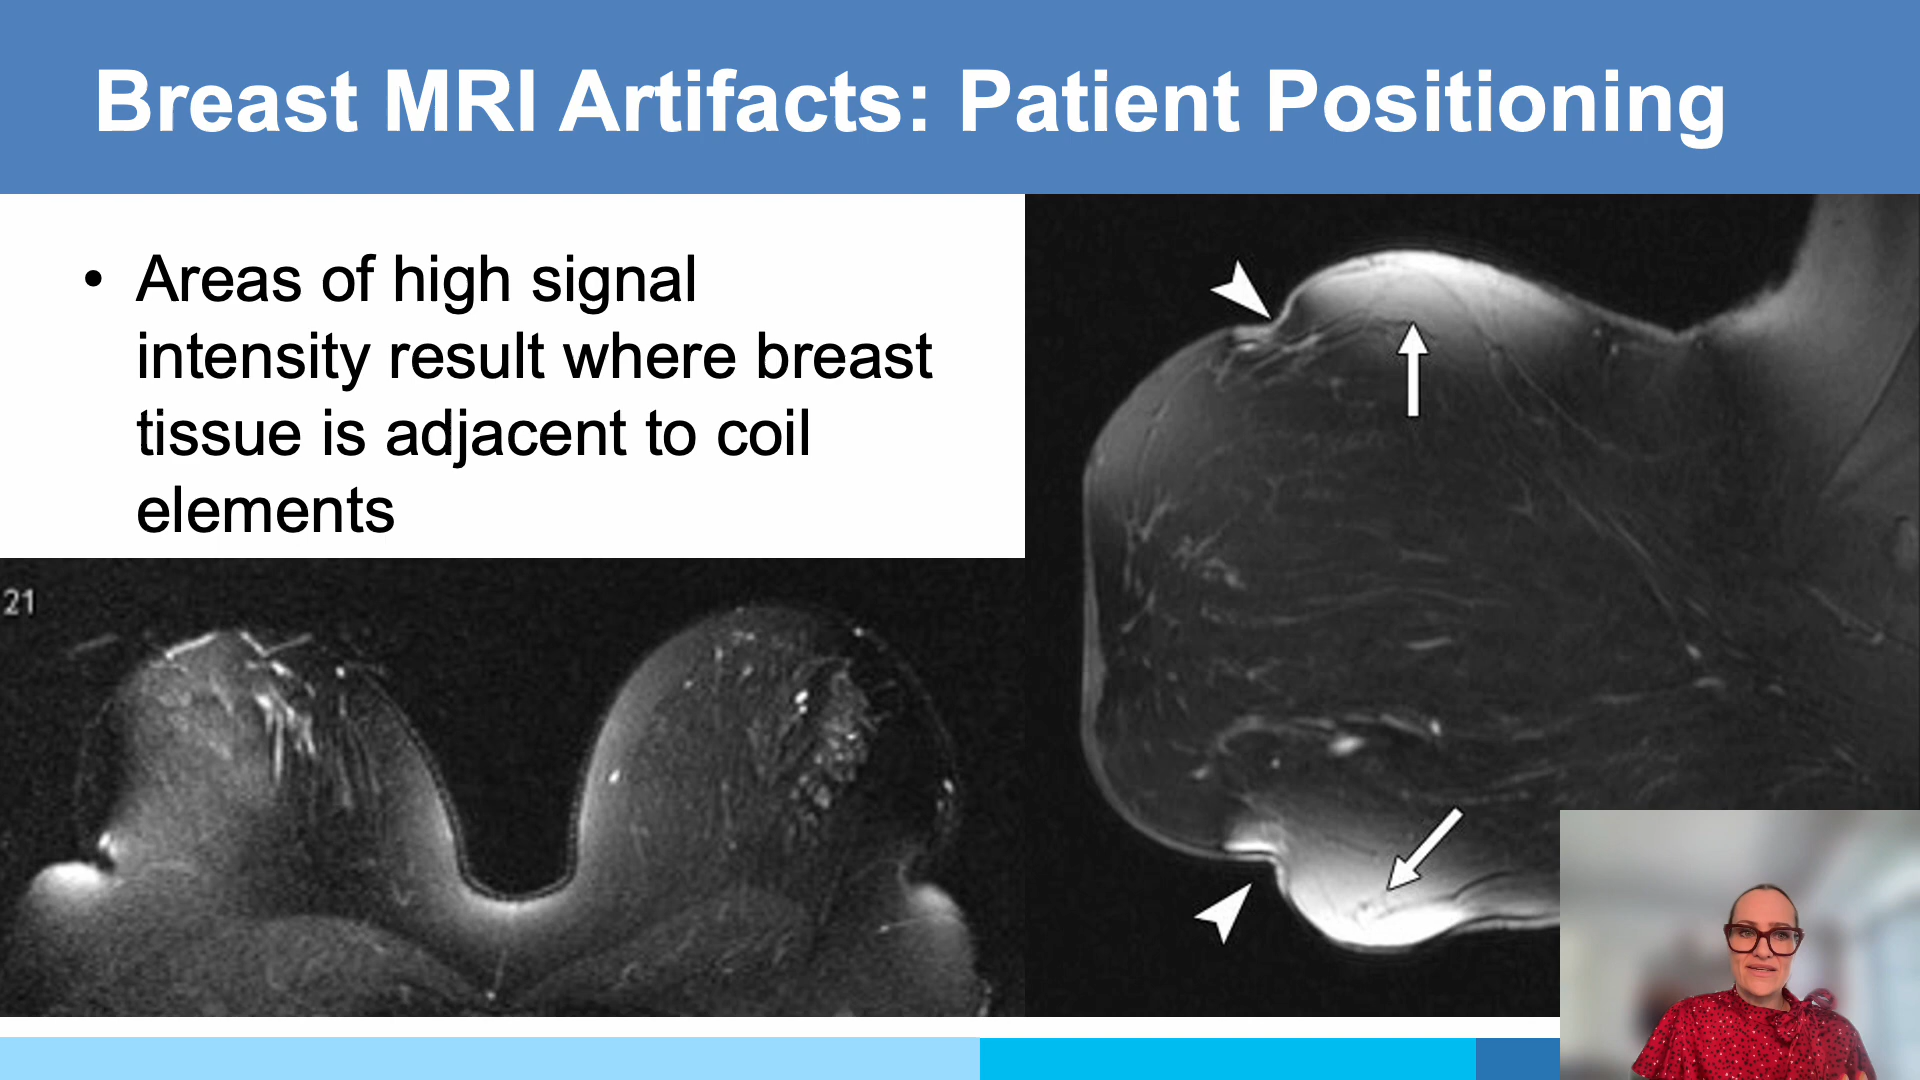 Breast MRI Artifacts: Patient Positioning
• Areas of high signal
intensity result where breast
tissue is adjacent to coil
elements
21